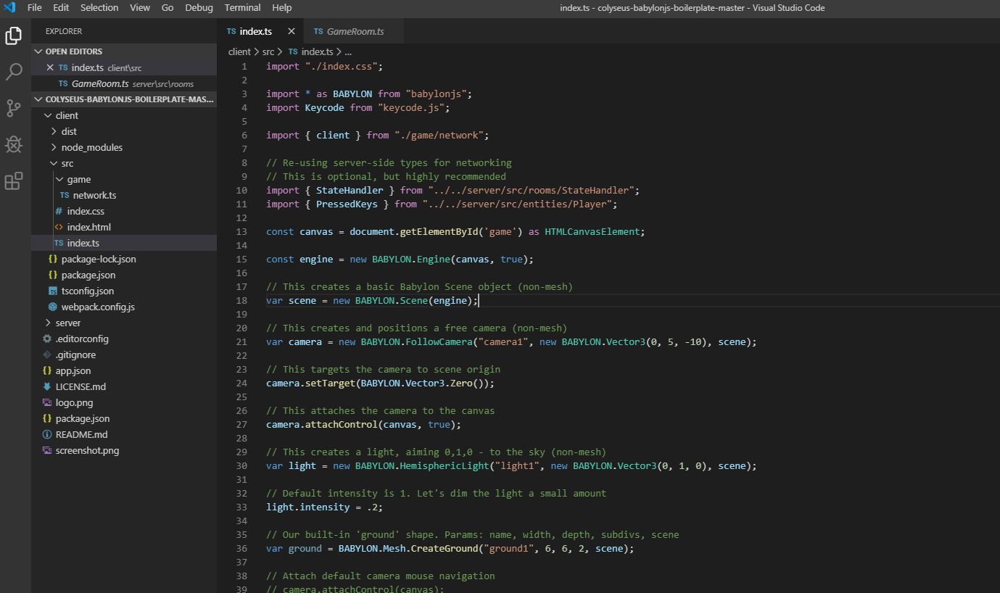 File Edit Selection View Go Debug Terminal Help index.ts - colyseus-babylonjs-boilerplate-master - Visual Studio Code
EXPLORER
OPEN EDITORS
TS index.ts client\src
TS GameRoom.ts server\src\rooms
COLYSEUS-BABYLONJS-BOILERPLATE-MAS...
client
dist
node_modules
src
game
TS network.ts
# index.css
<> index.html
TS index.ts
{} package-lock.json
{} package.json
TS tsconfig.json
webpack.config.js
server
.editorconfig
.gitignore
{} app.json
LICENSE.md
logo.png
{} package.json
README.md
screenshot.png
TS index.ts TS GameRoom.ts
client > src > TS index.ts > ...
1 import "./index.css";
2
3 import * as BABYLON from "babylonjs";
4 import Keycode from "keycode.js";
5
6 import { client } from "./game/network";
7
8 // Re-using server-side types for networking
9 // This is optional, but highly recommended
10 import { StateHandler } from "../../server/src/rooms/StateHandler";
11 import { PressedKeys } from "../../server/src/entities/Player";
12
13 const canvas = document.getElementById('game') as HTMLCanvasElement;
14
15 const engine = new BABYLON.Engine(canvas, true);
16
17 // This creates a basic Babylon Scene object (non-mesh)
18 var scene = new BABYLON.Scene(engine);
19
20 // This creates and positions a free camera (non-mesh)
21 var camera = new BABYLON.FollowCamera("camera1", new BABYLON.Vector3(0, 5, -10), scene);
22
23 // This targets the camera to scene origin
24 camera.setTarget(BABYLON.Vector3.Zero());
25
26 // This attaches the camera to the canvas
27 camera.attachControl(canvas, true);
28
29 // This creates a light, aiming 0,1,0 - to the sky (non-mesh)
30 var light = new BABYLON.HemisphericLight("light1", new BABYLON.Vector3(0, 1, 0), scene);
31
32 // Default intensity is 1. Let's dim the light a small amount
33 light.intensity = .2;
34
35 // Our built-in 'ground' shape. Params: name, width, depth, subdivs, scene
36 var ground = BABYLON.Mesh.CreateGround("ground1", 6, 6, 2, scene);
37
38 // Attach default camera mouse navigation
39 // camera.attachControl(canvas);